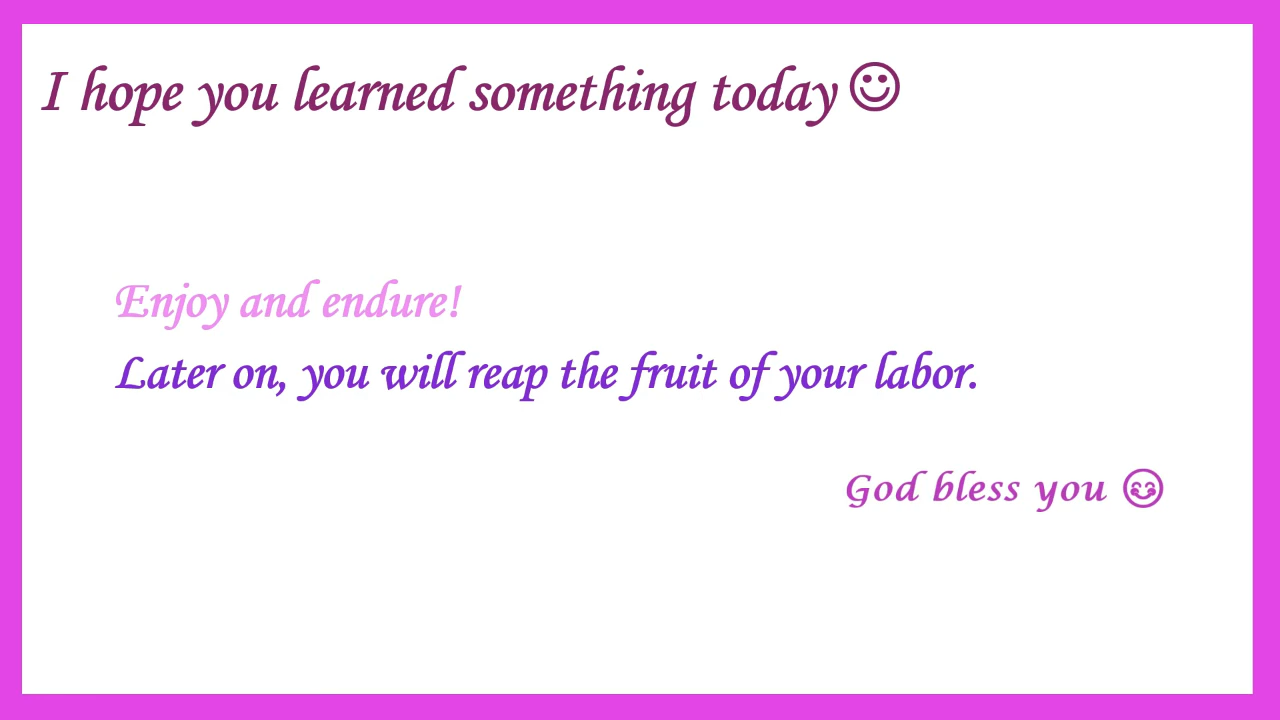 I hope you learned something today☺
Enjoy and endure!
Later on, you will reap the fruit of your labor.
God bless you 😊